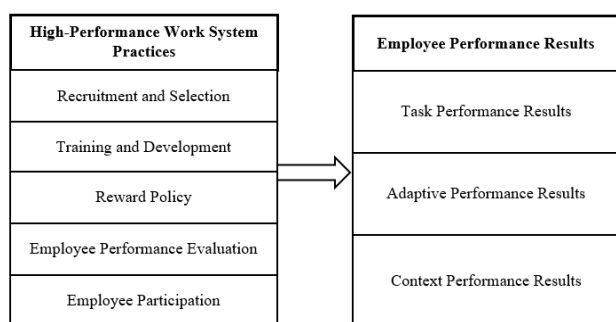 High-Performance Work System
Practices
Recruitment and Selection
Training and Development
Reward Policy
Employee Performance Evaluation
Employee Participation
Employee Performance Results
Task Performance Results
Adaptive Performance Results
Context Performance Results